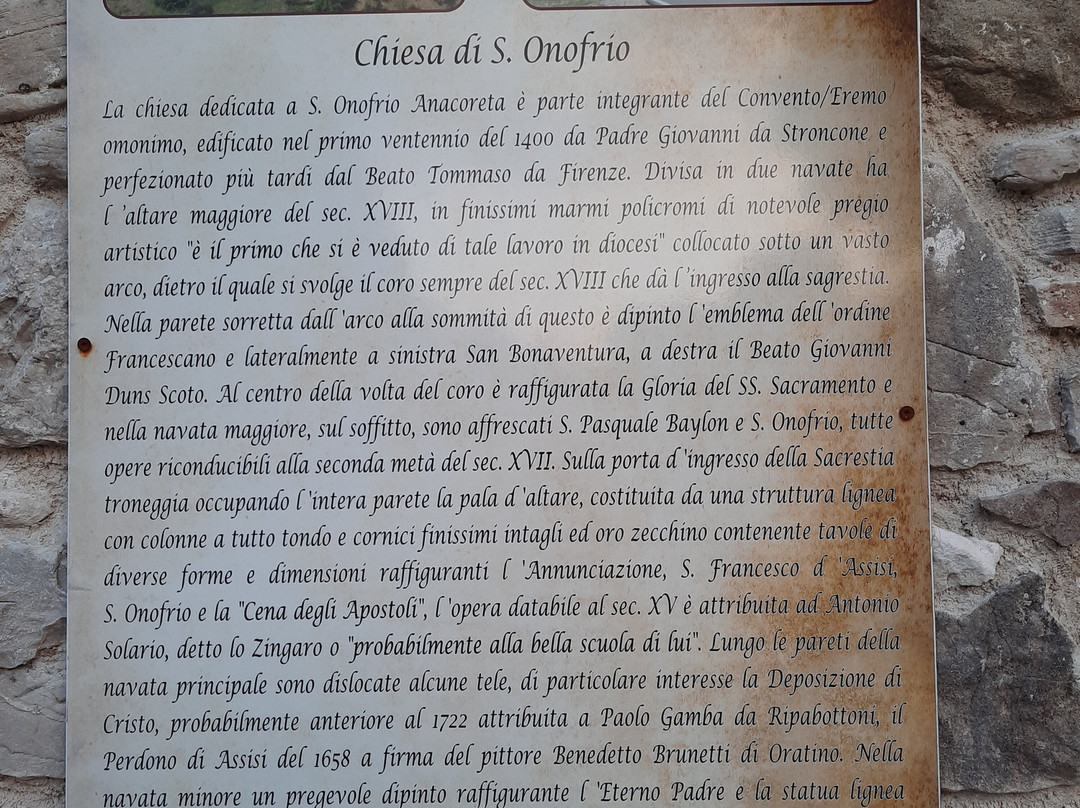 Chiesa di S. Onofrio
La chiesa dedicata a S. Onofrio Anacoreta è parte integrante del Convento/Eremo
omonimo, edificato nel primo ventennio del 1400 da Padre Giovanni da Stroncone e
perfezionato più tardi dal Beato Tommaso da Firenze. Divisa in due navate ha
l 'altare maggiore del sec. XVIII, in finissimi marmi policromi di notevole pregio
artistico "è il primo che si è veduto di tale lavoro in diocesi" collocato sotto un vasto
arco, dietro il quale si svolge il coro sempre del sec. XVIII che dà l 'ingresso alla sagrestia.
Nella parete sorretta dall 'arco alla sommità di questo è dipinto l 'emblema dell 'ordine
Francescano e lateralmente a sinistra San Bonaventura, a destra il Beato Giovanni
Duns Scoto. Al centro della volta del coro è raffigurata la Gloria del SS. Sacramento e
nella navata maggiore, sul soffitto, sono affrescati S. Pasquale Baylon e S. Onofrio, tutte
opere riconducibili alla seconda metà del sec. XVII. Sulla porta d 'ingresso della Sacrestia
troneggia occupando l 'intera parete la pala d 'altare, costituita da una struttura lignea
con colonne a tutto tondo e cornici finissimi intagli ed oro zecchino contenente tavole di
diverse forme e dimensioni raffiguranti l 'Annunciazione, S. Francesco d 'Assisi,
S. Onofrio e la "Cena degli Apostoli", l 'opera databile al sec. XV è attribuita ad Antonio
Solario, detto lo Zingaro o "probabilmente alla bella scuola di lui". Lungo le pareti della
navata principale sono dislocate alcune tele, di particolare interesse la Deposizione di
Cristo, probabilmente anteriore al 1722 attribuita a Paolo Gamba da Ripabottoni, il
Perdono di Assisi del 1658 a firma del pittore Benedetto Brunetti di Oratino. Nella
navata minore un pregevole dipinto raffigurante l 'Eterno Padre e la statua lignea